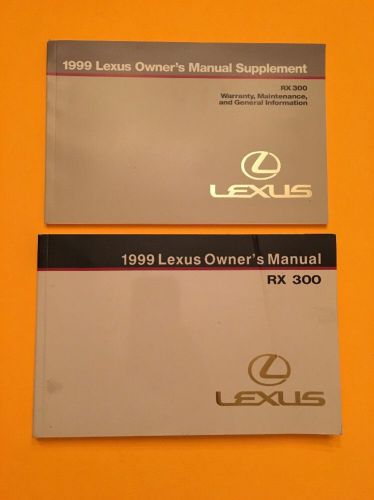 1999 Lexus Owner's Manual Supplement
RX 300
Warranty, Maintenance,
and General Information
LEXUS
1999 Lexus Owner's Manual
RX 300
LEXUS